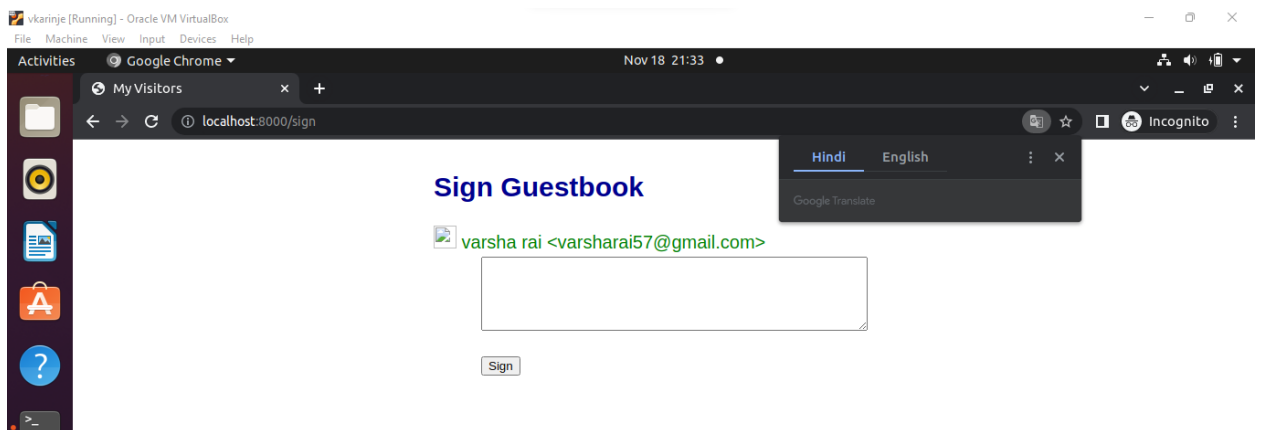 vkarinje [Running] - Oracle VM VirtualBox
File Machine View Input Devices Help
Activities Google Chrome Nov 18 21:33
My Visitors
localhost:8000/sign Incognito
Hindi English
Google Translate
Sign Guestbook
varsha rai <varsharai57@gmail.com>
Sign